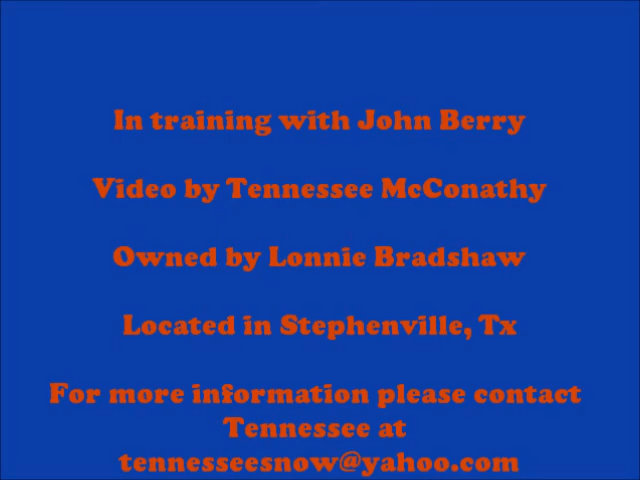 In training with John Berry
Video by Tennessee McConathy
Owned by Lonnie Bradshaw
Located in Stephenville, Tx
For more information please contact
Tennessee at
tennesseesnow@yahoo.com